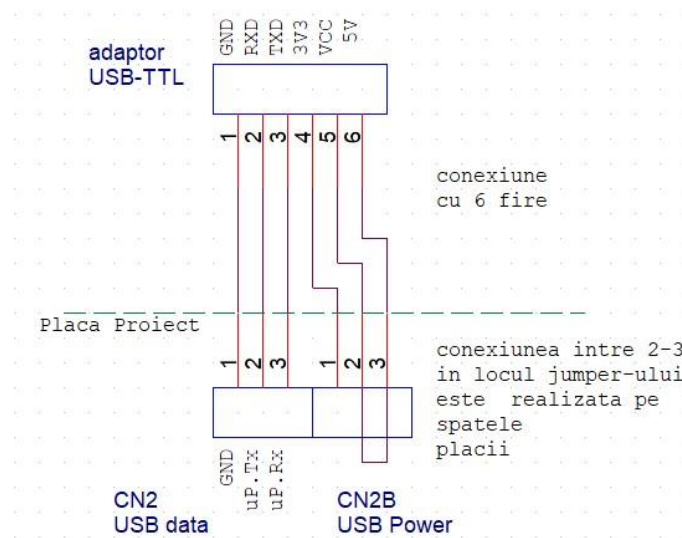 adaptor
USB-TTL
GND
RXD
TXD
3V3
VCC
5V
1
2
3
4
5
6
conexiune
cu 6 fire
Placa Proiect
1
2
3
1
2
3
conexiunea intre 2-3
in locul jumper-ului
este realizata pe
spatele
placii
GND
uP.TX
uP.RX
CN2
USB data
CN2B
USB Power